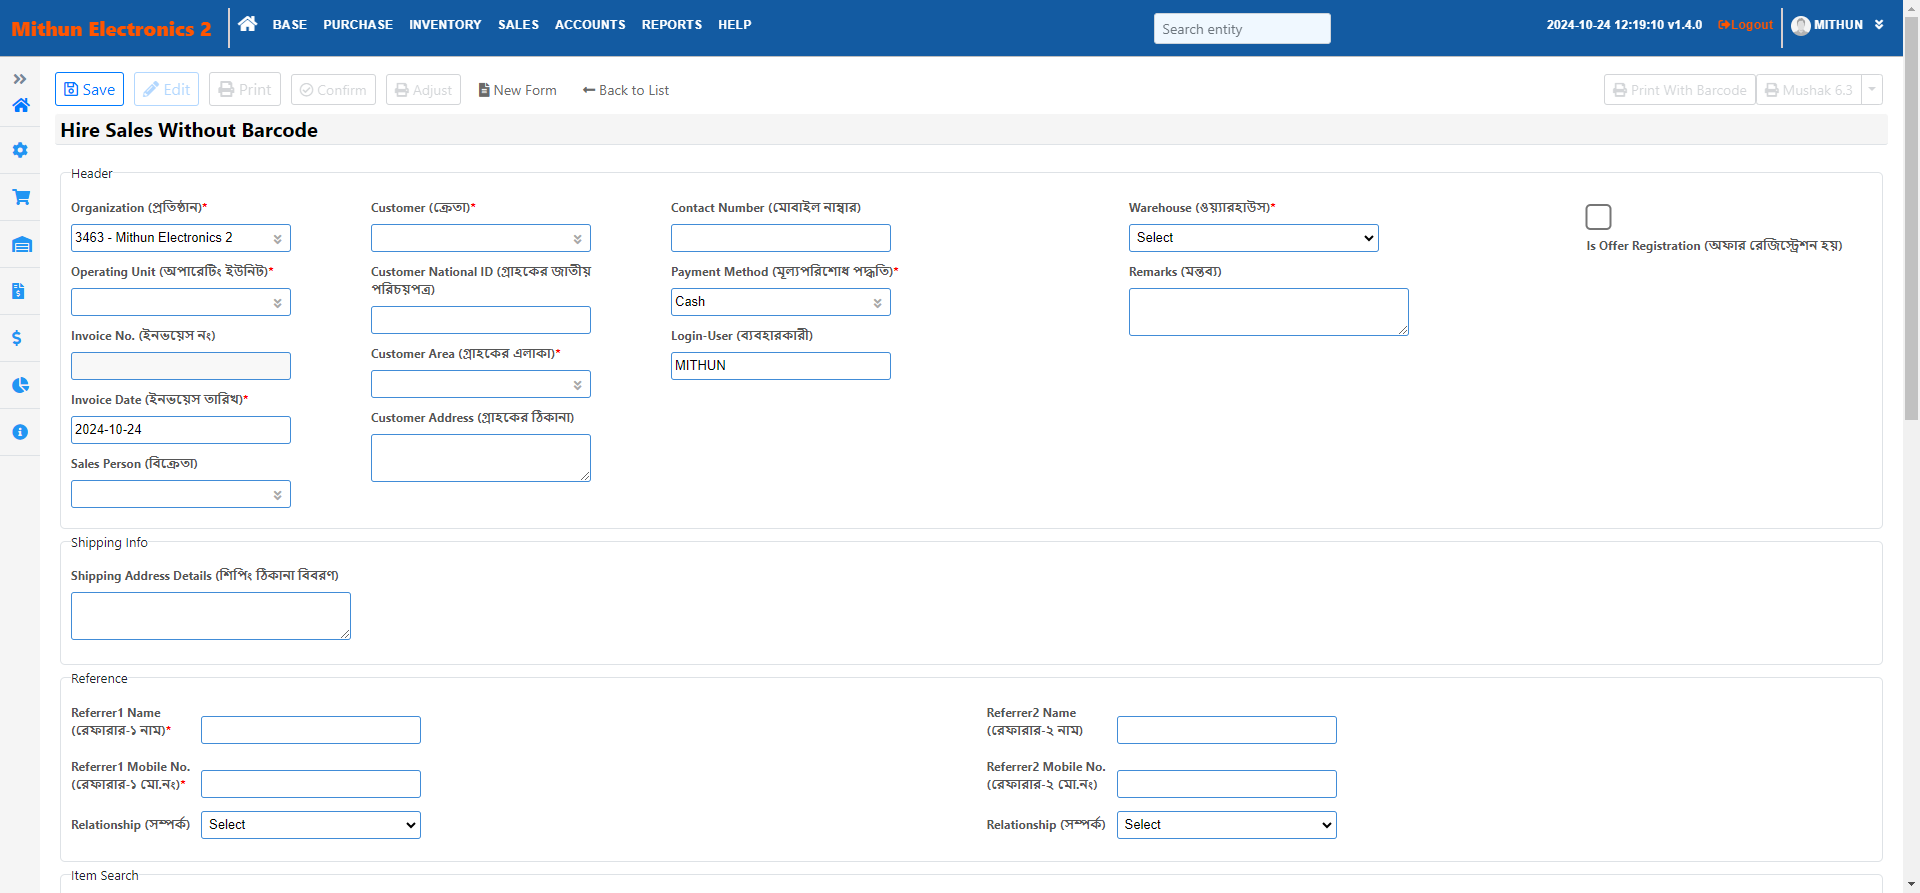 Mithun Electronics 2
BASE PURCHASE INVENTORY SALES ACCOUNTS REPORTS HELP
Search entity
2024-10-24 12:19:10 v1.4.0 Logout MITHUN
Save Edit Print Confirm Adjust New Form Back to List
Print With Barcode Mushak 6.3
Hire Sales Without Barcode
Header
Organization (প্রতিষ্ঠান)*
3463 - Mithun Electronics 2
Operating Unit (অপারেটিং ইউনিট)*
Invoice No. (ইনভয়েস নং)
Invoice Date (ইনভয়েস তারিখ)*
2024-10-24
Sales Person (বিক্রেতা)
Customer (ক্রেতা)*
Customer National ID (গ্রাহকের জাতীয়
পরিচয়পত্র)
Customer Area (গ্রাহকের এলাকা)*
Customer Address (গ্রাহকের ঠিকানা)
Contact Number (মোবাইল নাম্বার)
Payment Method (মূল্যপরিশোধ পদ্ধতি)*
Cash
Login-User (ব্যবহারকারী)
MITHUN
Warehouse (ওয়্যারহাউস)*
Select
Remarks (মন্তব্য)
Is Offer Registration (অফার রেজিস্ট্রেশন হয়)
Shipping Info
Shipping Address Details (শিপিং ঠিকানা বিবরণ)
Reference
Referrer1 Name
(রেফারার-১ নাম)*
Referrer1 Mobile No.
(রেফারার-১ মো.নং)*
Relationship (সম্পর্ক) Select
Referrer2 Name
(রেফারার-২ নাম)
Referrer2 Mobile No.
(রেফারার-২ মো.নং)
Relationship (সম্পর্ক) Select
Item Search